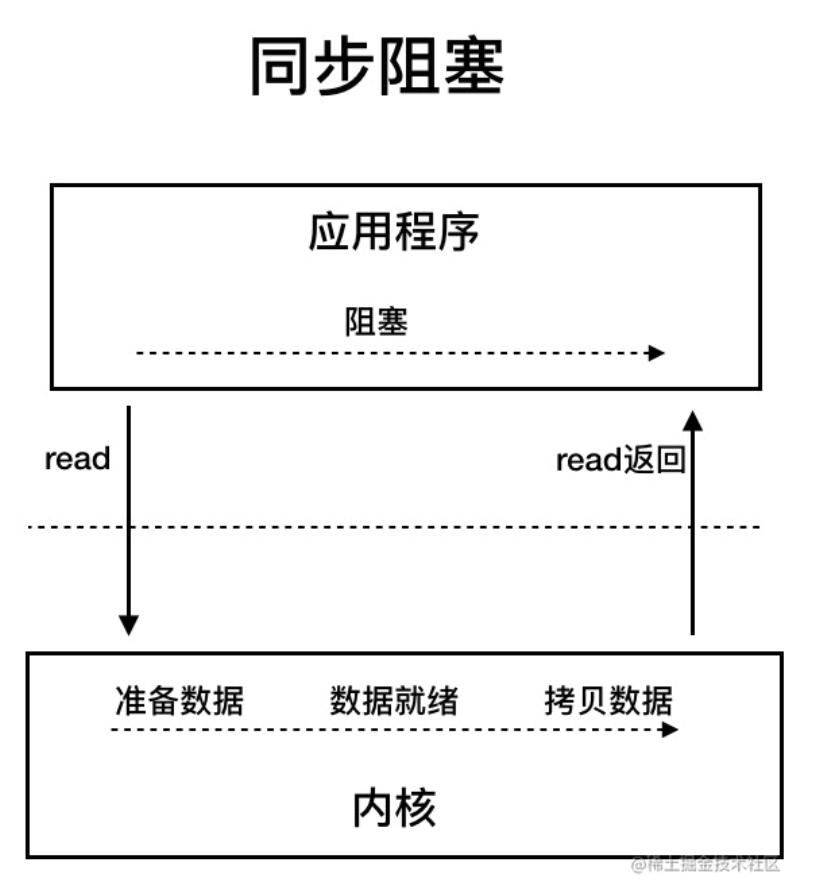 同步阻塞
应用程序
阻塞
read
read返回
准备数据 数据就绪 拷贝数据
内核
@稀土掘金技术社区